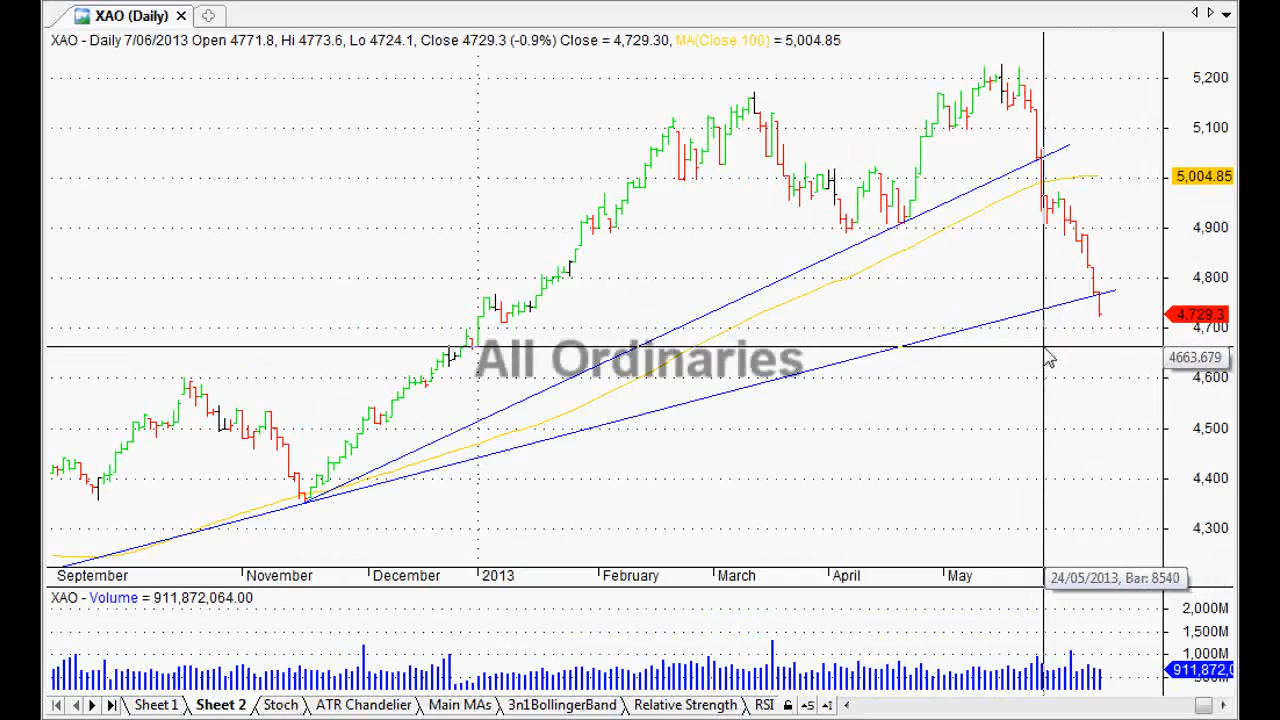 XAO (Daily)
XAO - Daily 7/06/2013 Open 4771.8, Hi 4773.6, Lo 4724.1, Close 4729.3 (-0.9%) Close = 4,729.30, MA(Close 100) = 5,004.85
5,200
5,100
5,004.85
4,900
4,800
4,729.3
4,700
4663.679
4,600
4,500
4,400
4,300
All Ordinaries
September November December 2013 February March April May 24/05/2013, Bar: 8540
XAO - Volume = 911,872,064.00
2,000M
1,500M
911,872,0
Sheet 1 Sheet 2 Stoch ATR Chandelier Main MAs 3n1BollingerBand Relative Strength RSI